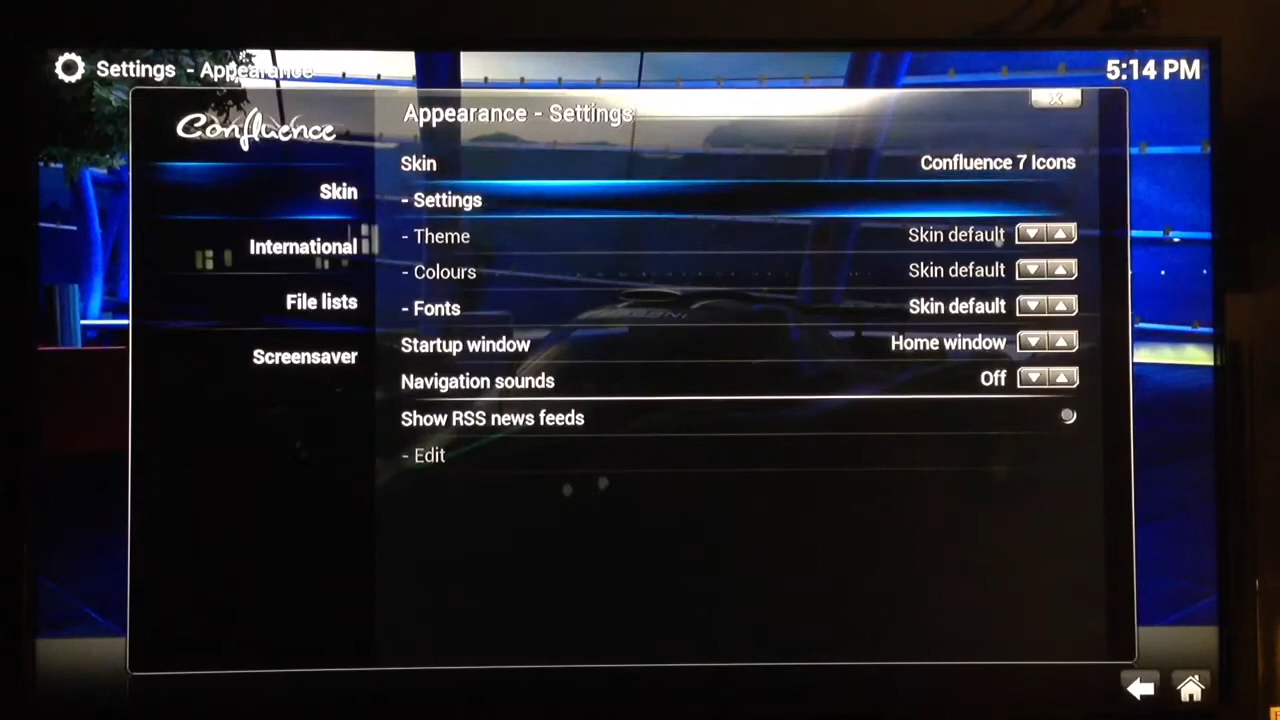 Settings - Appearance
5:14 PM
Confluence
Appearance - Settings
X
Skin
International
File lists
Screensaver
Skin Confluence 7 Icons
- Settings
- Theme Skin default
- Colours Skin default
- Fonts Skin default
Startup window Home window
Navigation sounds Off
Show RSS news feeds
- Edit